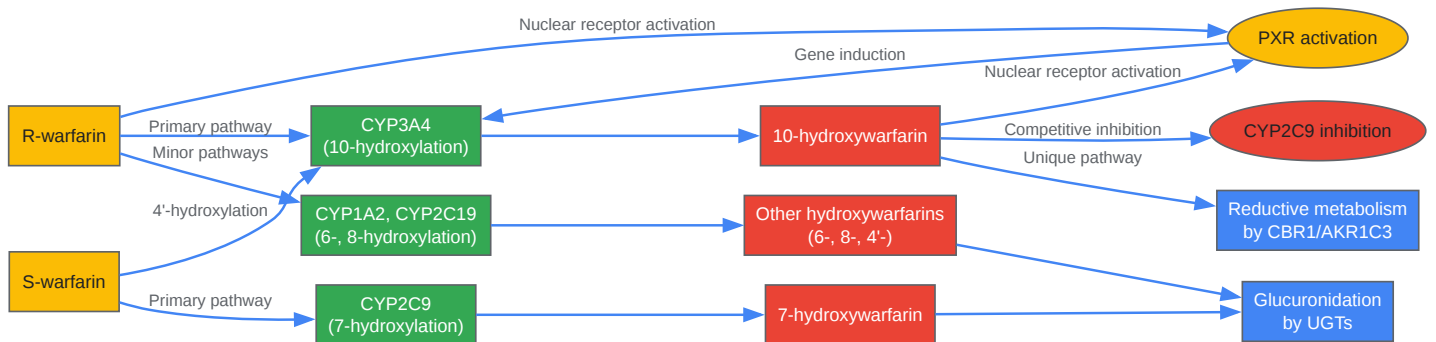 Nuclear receptor activation
PXR activation
Gene induction
Nuclear receptor activation
R-warfarin
Primary pathway
Minor pathways
CYP3A4
(10-hydroxylation)
10-hydroxywarfarin
Competitive inhibition
CYP2C9 inhibition
Unique pathway
4'-hydroxylation
CYP1A2, CYP2C19
(6-, 8-hydroxylation)
Other hydroxywarfarins
(6-, 8-, 4'-)
Reductive metabolism
by CBR1/AKR1C3
S-warfarin
Primary pathway
CYP2C9
(7-hydroxylation)
7-hydroxywarfarin
Glucuronidation
by UGTs